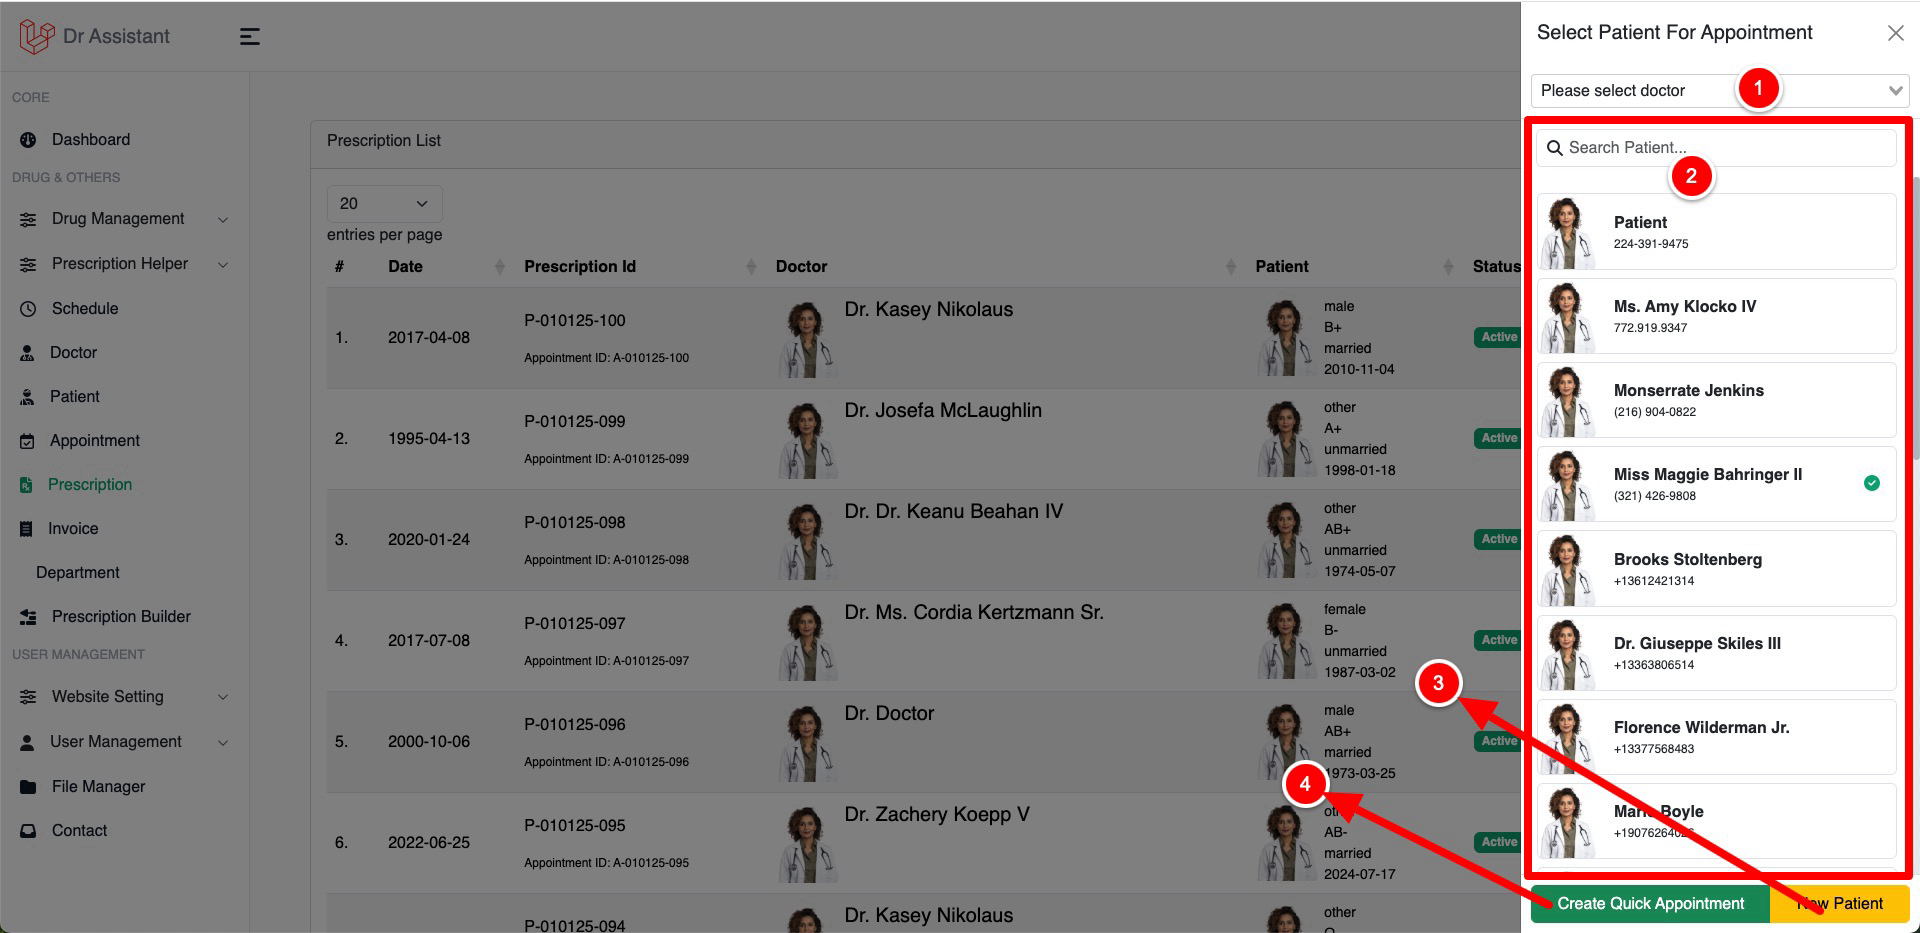 Dr Assistant
CORE
Dashboard
DRUG & OTHERS
Drug Management
Prescription Helper
Schedule
Doctor
Patient
Appointment
Prescription
Invoice
Department
Prescription Builder
USER MANAGEMENT
Website Setting
User Management
File Manager
Contact
Prescription List
20
entries per page
# Date Prescription Id Doctor Patient Status
1. 2017-04-08 P-010125-100
Appointment ID: A-010125-100
Dr. Kasey Nikolaus
male
B+
married
2010-11-04
Active
2. 1995-04-13 P-010125-099
Appointment ID: A-010125-099
Dr. Josefa McLaughlin
other
A+
unmarried
1998-01-18
Active
3. 2020-01-24 P-010125-098
Appointment ID: A-010125-098
Dr. Dr. Keanu Beahan IV
other
AB+
unmarried
1974-05-07
Active
4. 2017-07-08 P-010125-097
Appointment ID: A-010125-097
Dr. Ms. Cordia Kertzmann Sr.
female
B-
unmarried
1987-03-02
Active
5. 2000-10-06 P-010125-096
Appointment ID: A-010125-096
Dr. Doctor
male
AB+
married
1973-03-25
Active
6. 2022-06-25 P-010125-095
Appointment ID: A-010125-095
Dr. Zachery Koepp V
AB-
married
2024-07-17
Active
P-010125-094
Dr. Kasey Nikolaus
other
3
4
Select Patient For Appointment
Please select doctor
1
Search Patient...
2
Patient
224-391-9475
Ms. Amy Klocko IV
772.919.9347
Monserrate Jenkins
(216) 904-0822
Miss Maggie Bahringer II
(321) 426-9808
Brooks Stoltenberg
+13612421314
Dr. Giuseppe Skiles III
+13363806514
Florence Wilderman Jr.
+13377568483
Boyle
Create Quick Appointment
New Patient